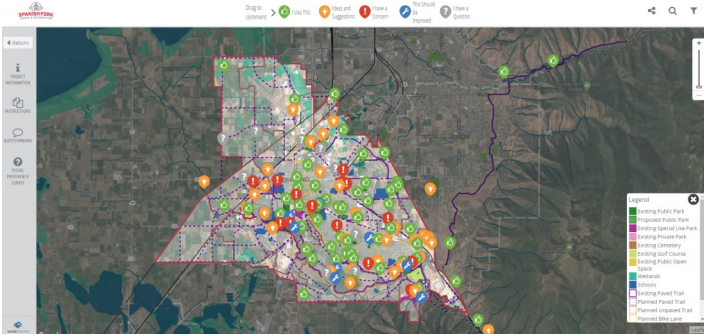 SPANISH FORK
Drag to
comment
I Like This
Ideas and
Suggestions
I have a
Concern
This Should
be
Improved
I have a
Question
Return
PROJECT
INFORMATION
INSTRUCTIONS
QUESTIONNAIRE
VISUAL
PREFERENCE
SURVEY
Legend
Existing Public Park
Proposed Public Park
Existing Special Use Park
Existing Private Park
Existing Cemetery
Existing Golf Course
Existing Public Open
Space
Wetlands
Schools
Existing Paved Trail
Planned Paved Trail
Planned Unpaved Trail
Planned Bike Lane
Leafl